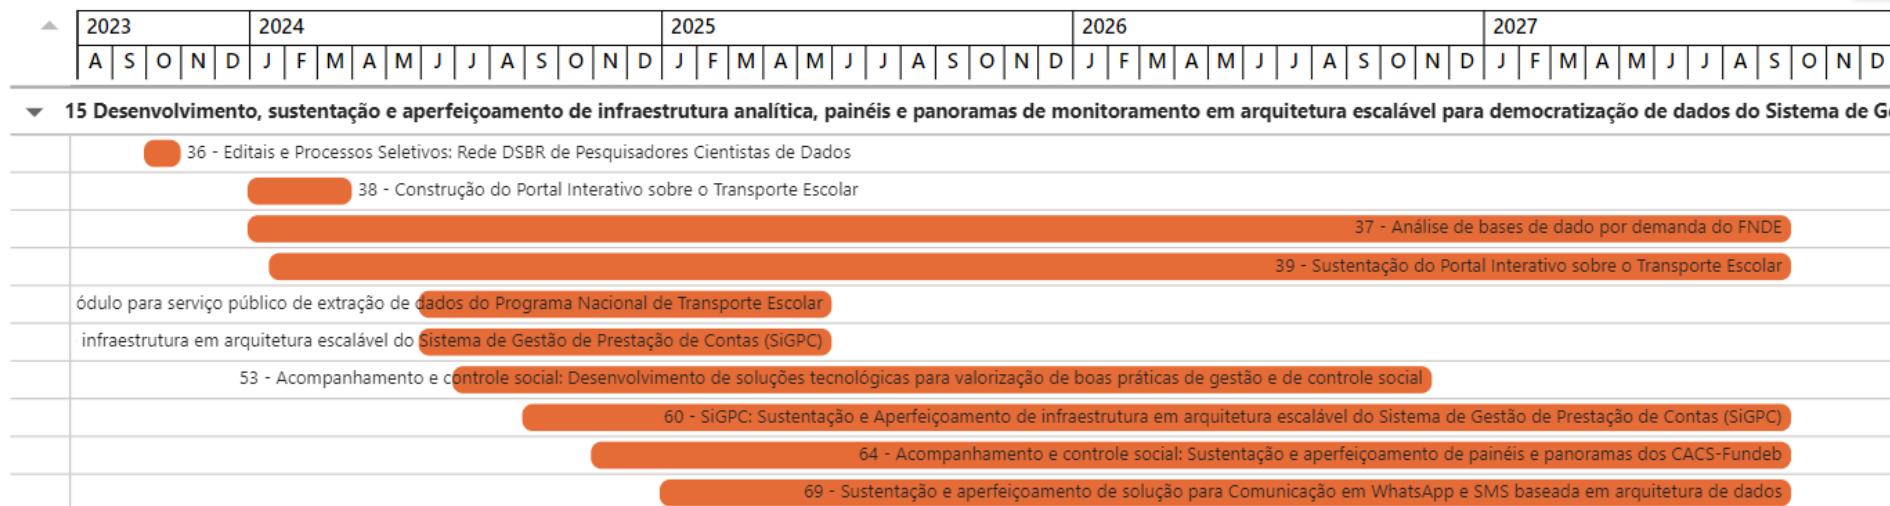 2023 2024 2025 2026 2027
A S O N D J F M A M J J A S O N D J F M A M J J A S O N D J F M A M J J A S O N D J F M A M J J A S O N D
15 Desenvolvimento, sustentação e aperfeiçoamento de infraestrutura analítica, painéis e panoramas de monitoramento em arquitetura escalável para democratização de dados do Sistema de G
36 - Editais e Processos Seletivos: Rede DSBR de Pesquisadores Cientistas de Dados
38 - Construção do Portal Interativo sobre o Transporte Escolar
37 - Análise de bases de dado por demanda do FNDE
39 - Sustentação do Portal Interativo sobre o Transporte Escolar
ódulo para serviço público de extração de dados do Programa Nacional de Transporte Escolar
infraestrutura em arquitetura escalável do Sistema de Gestão de Prestação de Contas (SiGPC)
53 - Acompanhamento e controle social: Desenvolvimento de soluções tecnológicas para valorização de boas práticas de gestão e de controle social
60 - SiGPC: Sustentação e Aperfeiçoamento de infraestrutura em arquitetura escalável do Sistema de Gestão de Prestação de Contas (SiGPC)
64 - Acompanhamento e controle social: Sustentação e aperfeiçoamento de painéis e panoramas dos CACS-Fundeb
69 - Sustentação e aperfeiçoamento de solução para Comunicação em WhatsApp e SMS baseada em arquitetura de dados